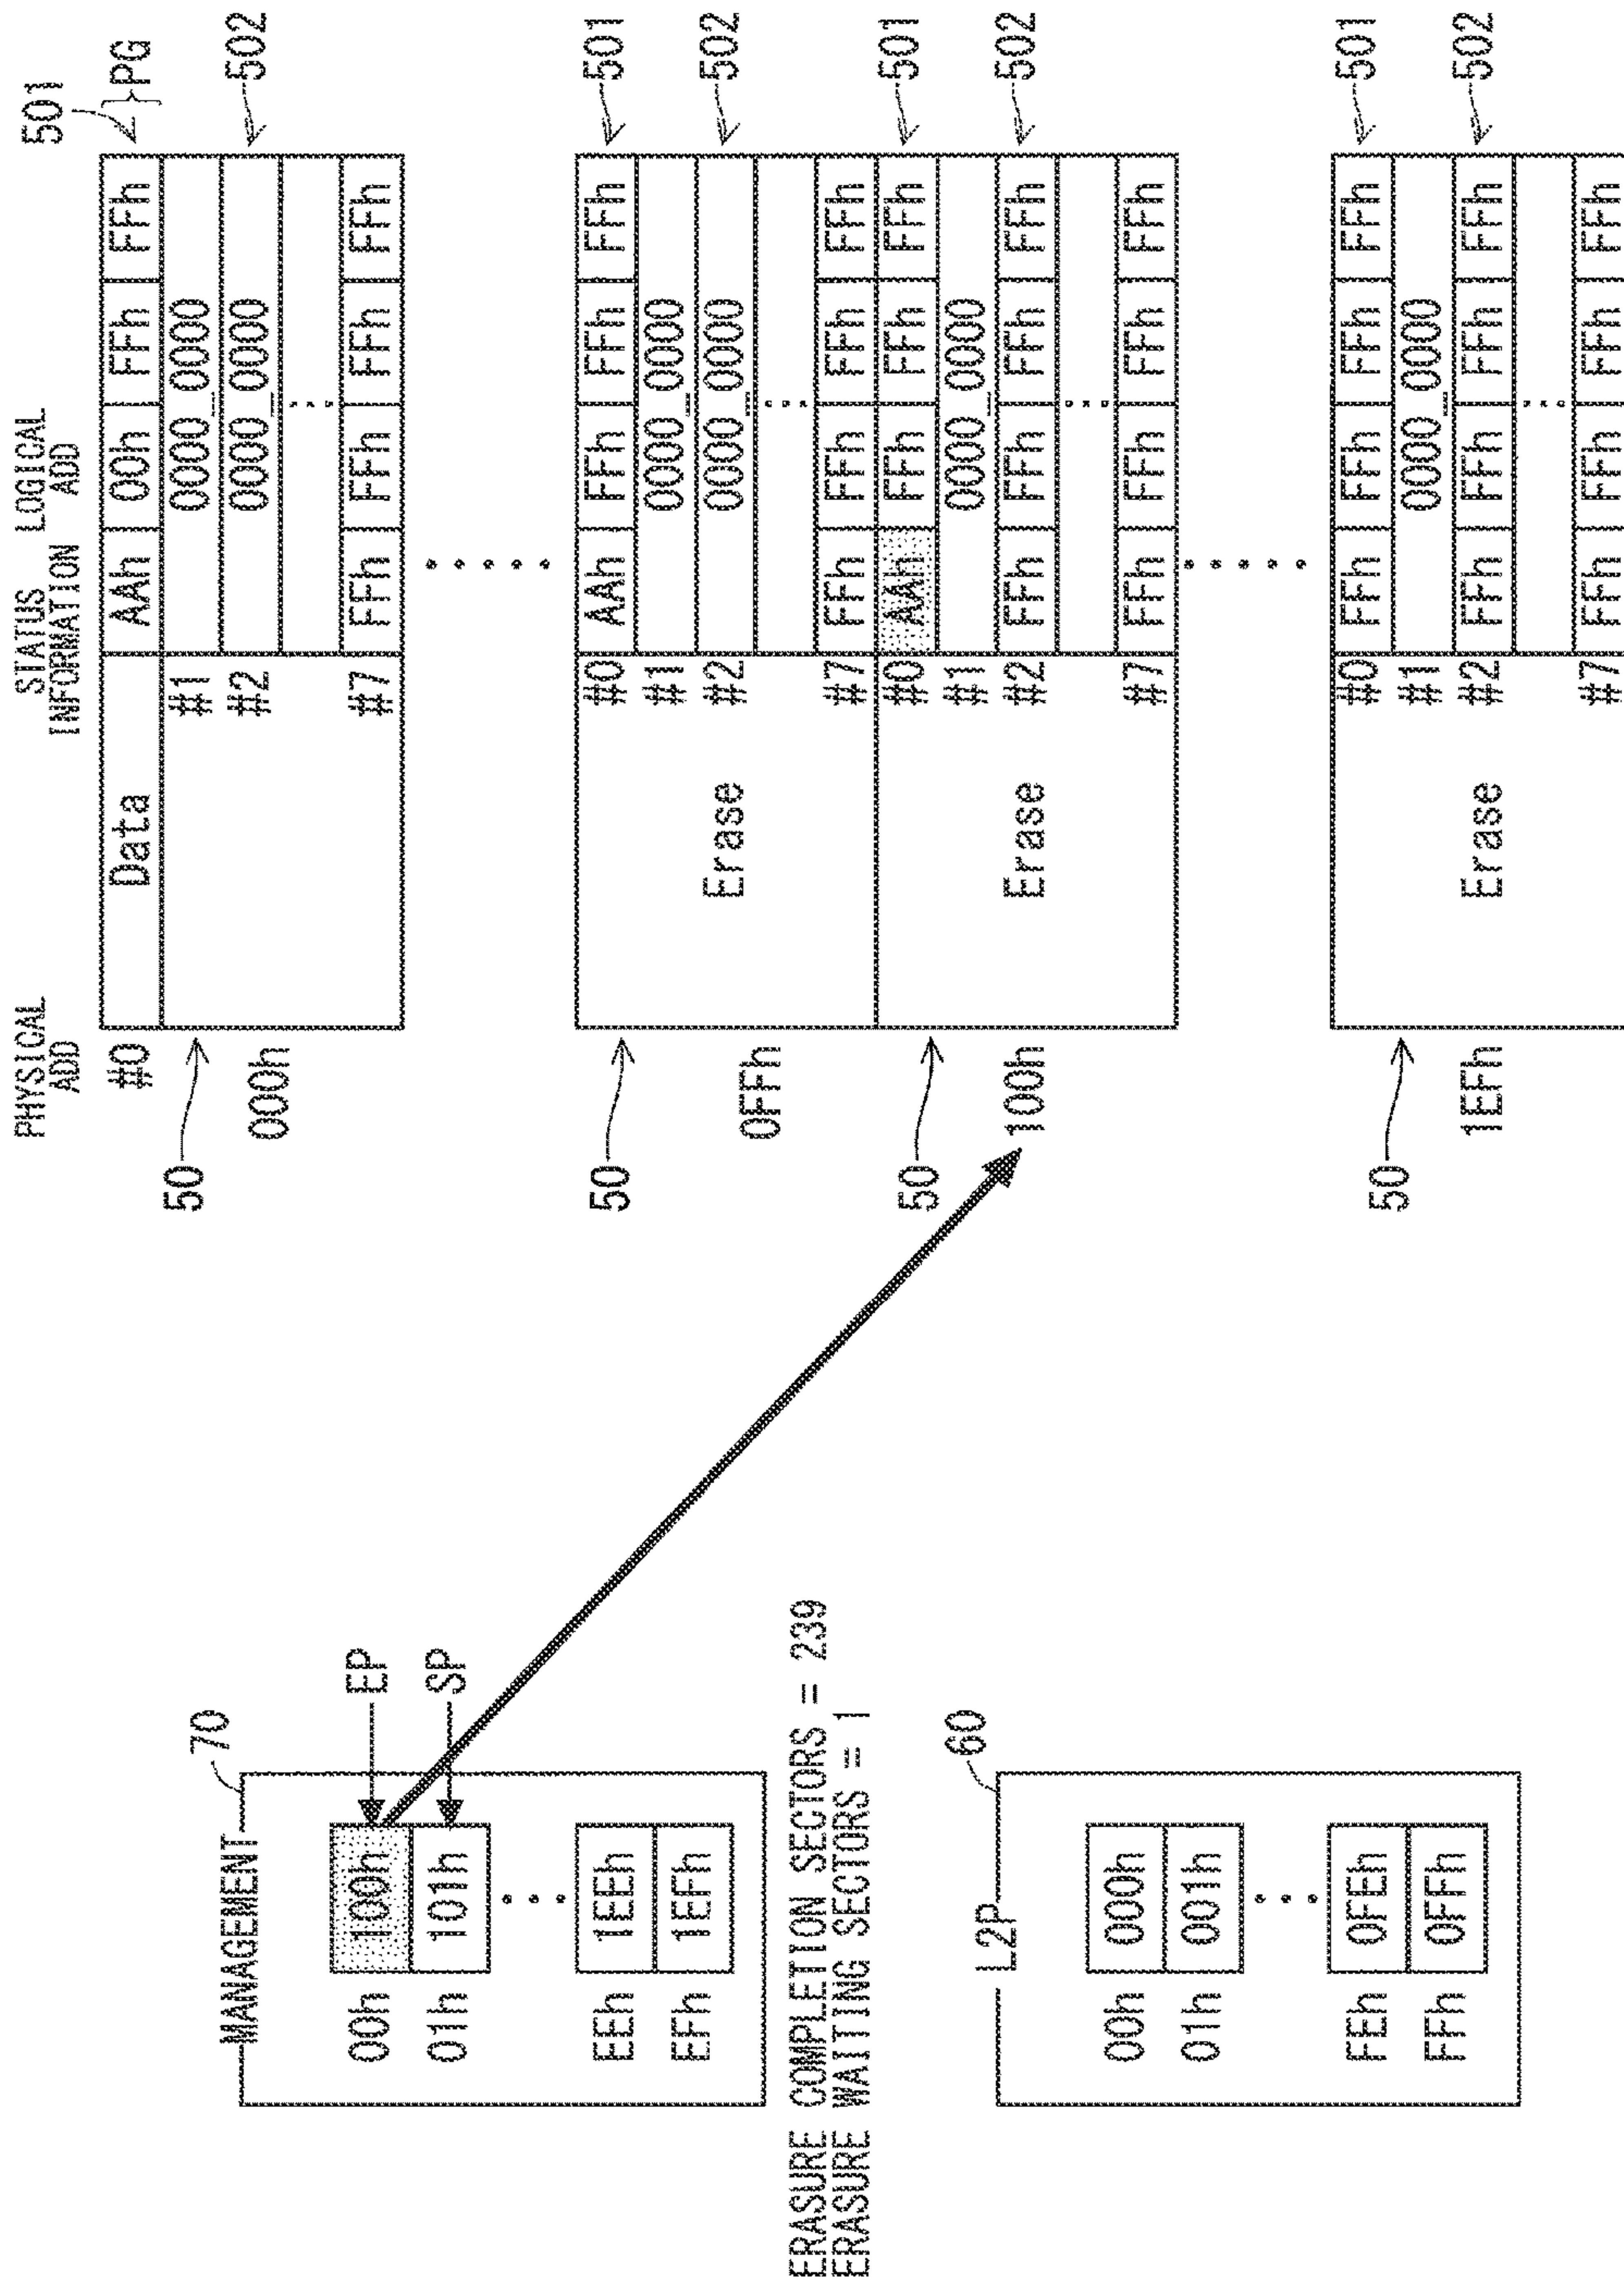 PHYSICAL
ADD
STATUS
INFORMATION
LOGICAL
ADD
501
PG
#0 Data AAh 00h FFh FFh
50
#1 0000_0000
000h
#2 0000_0000 502
...
#7 FFh FFh FFh FFh
.....
50
#0 AAh FFh FFh FFh 501
#1 0000_0000
0FFh Erase #2 0000_0000 502
...
#7 FFh FFh FFh FFh
50
#0 AAh FFh FFh FFh 501
#1 0000_0000
100h Erase #2 FFh FFh FFh FFh 502
...
#7 FFh FFh FFh FFh
.....
50
#0 FFh FFh FFh FFh 501
#1 0000_0000
1EFh Erase #2 FFh FFh FFh FFh 502
...
#7 FFh FFh FFh FFh
MANAGEMENT 70
00h 100h EP
01h 101h SP
...
EEh 1EEh
EFh 1EFh
ERASURE COMPLETION SECTORS = 239
ERASURE WAITING SECTORS = 1
L2P 60
00h 000h
01h 001h
...
FEh 0FEh
FFh 0FFh